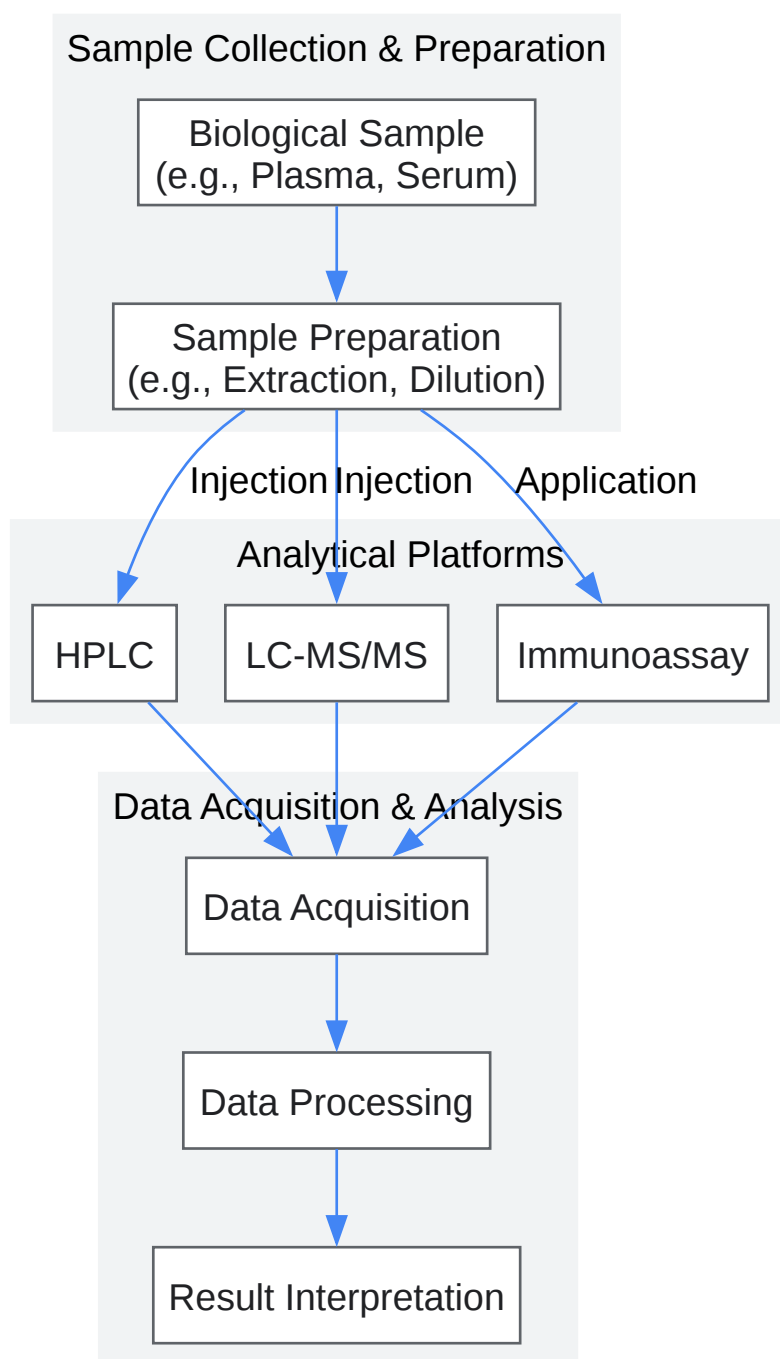 Sample Collection & Preparation
Biological Sample
(e.g., Plasma, Serum)
Sample Preparation
(e.g., Extraction, Dilution)
Injection
Injection
Application
Analytical Platforms
HPLC
LC-MS/MS
Immunoassay
Data Acquisition & Analysis
Data Acquisition
Data Processing
Result Interpretation